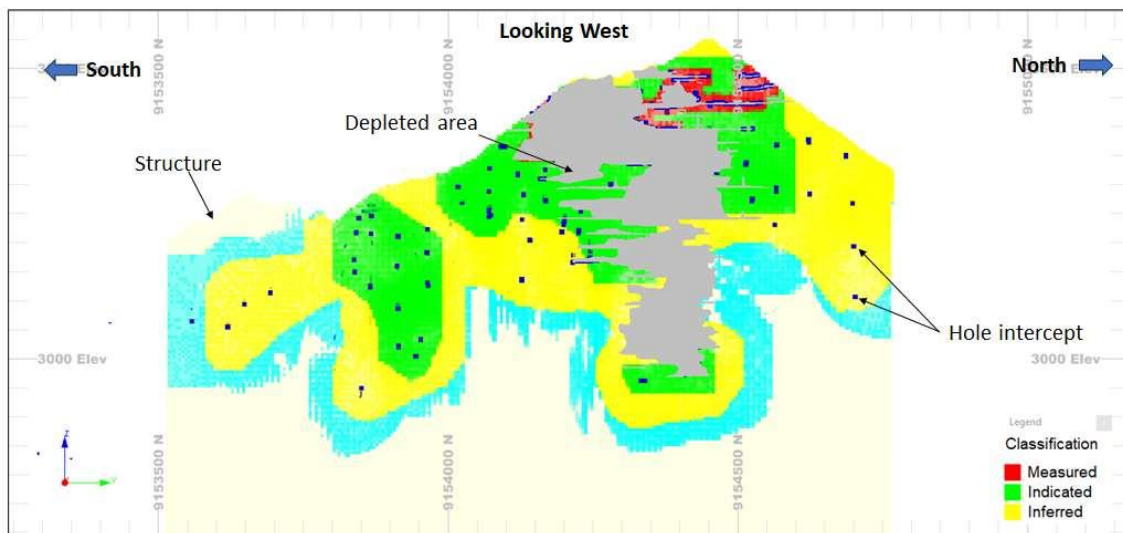 Looking West
South
North
9153500 N
9154000 N
9155000 N
Depleted area
Structure
Hole intercept
3000 Elev
3000 Elev
9153500 N
9154000 N
9154500 N
Legend
Classification
Measured
Indicated
Inferred
z
y